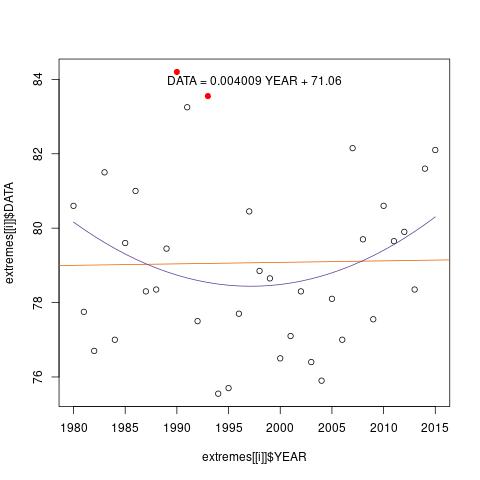 DATA = 0.004009 YEAR + 71.06
extremes[[i]]$DATA
84
82
80
78
76
1980 1985 1990 1995 2000 2005 2010 2015
extremes[[i]]$YEAR